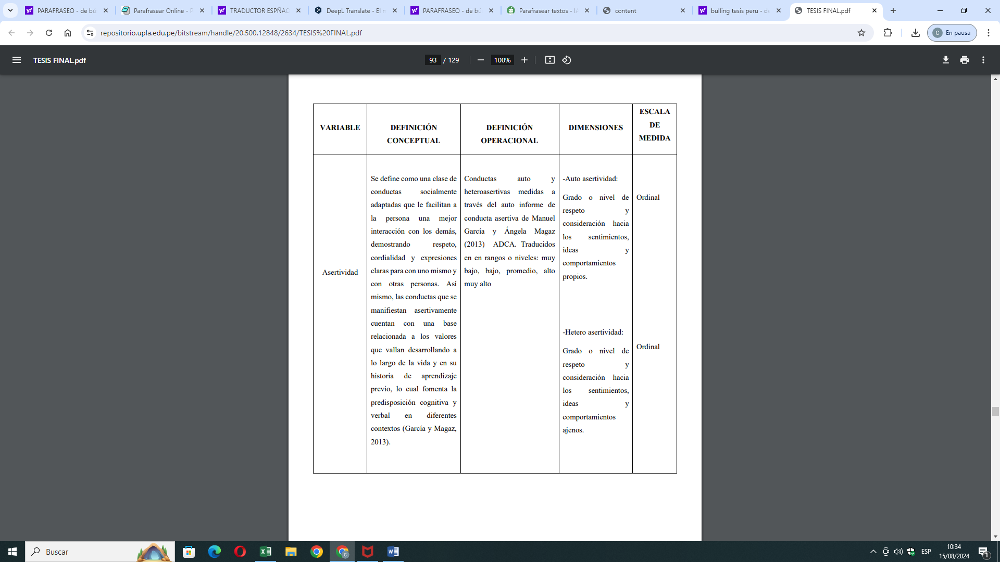 PARAFRASEO - de bú
Parafrasear Online - P
TRADUCTOR ESPÑAC
DeepL Translate - El m
PARAFRASEO - de bú
Parafrasear textos - IA
content
bulling tesis peru - de
TESIS FINAL.pdf
repositorio.upla.edu.pe/bitstream/handle/20.500.12848/2634/TESIS%20FINAL.pdf
C En pausa
TESIS FINAL.pdf
93 / 129
100%
VARIABLE
DEFINICIÓN
CONCEPTUAL
DEFINICIÓN
OPERACIONAL
DIMENSIONES
ESCALA
DE
MEDIDA
Asertividad
Se define como una clase de
conductas socialmente
adaptadas que le facilitan a
la persona una mejor
interacción con los demás,
demostrando respeto,
cordialidad y expresiones
claras para con uno mismo y
con otras personas. Así
mismo, las conductas que se
manifiestan asertivamente
cuentan con una base
relacionada a los valores
que vallan desarrollando a
lo largo de la vida y en su
historia de aprendizaje
previo, lo cual fomenta la
predisposición cognitiva y
verbal en diferentes
contextos (García y Magaz,
2013).
Conductas auto y
heteroasertivas medidas a
través del auto informe de
conducta asertiva de Manuel
García y Ángela Magaz
(2013) ADCA. Traducidos
en en rangos o niveles: muy
bajo, bajo, promedio, alto
muy alto
-Auto asertividad:
Grado o nivel de
respeto y
consideración hacia
los sentimientos,
ideas y
comportamientos
propios.
-Hetero asertividad:
Grado o nivel de
respeto y
consideración hacia
los sentimientos,
ideas y
comportamientos
ajenos.
Ordinal
Ordinal
Buscar
ESP
10:34
15/08/2024
1